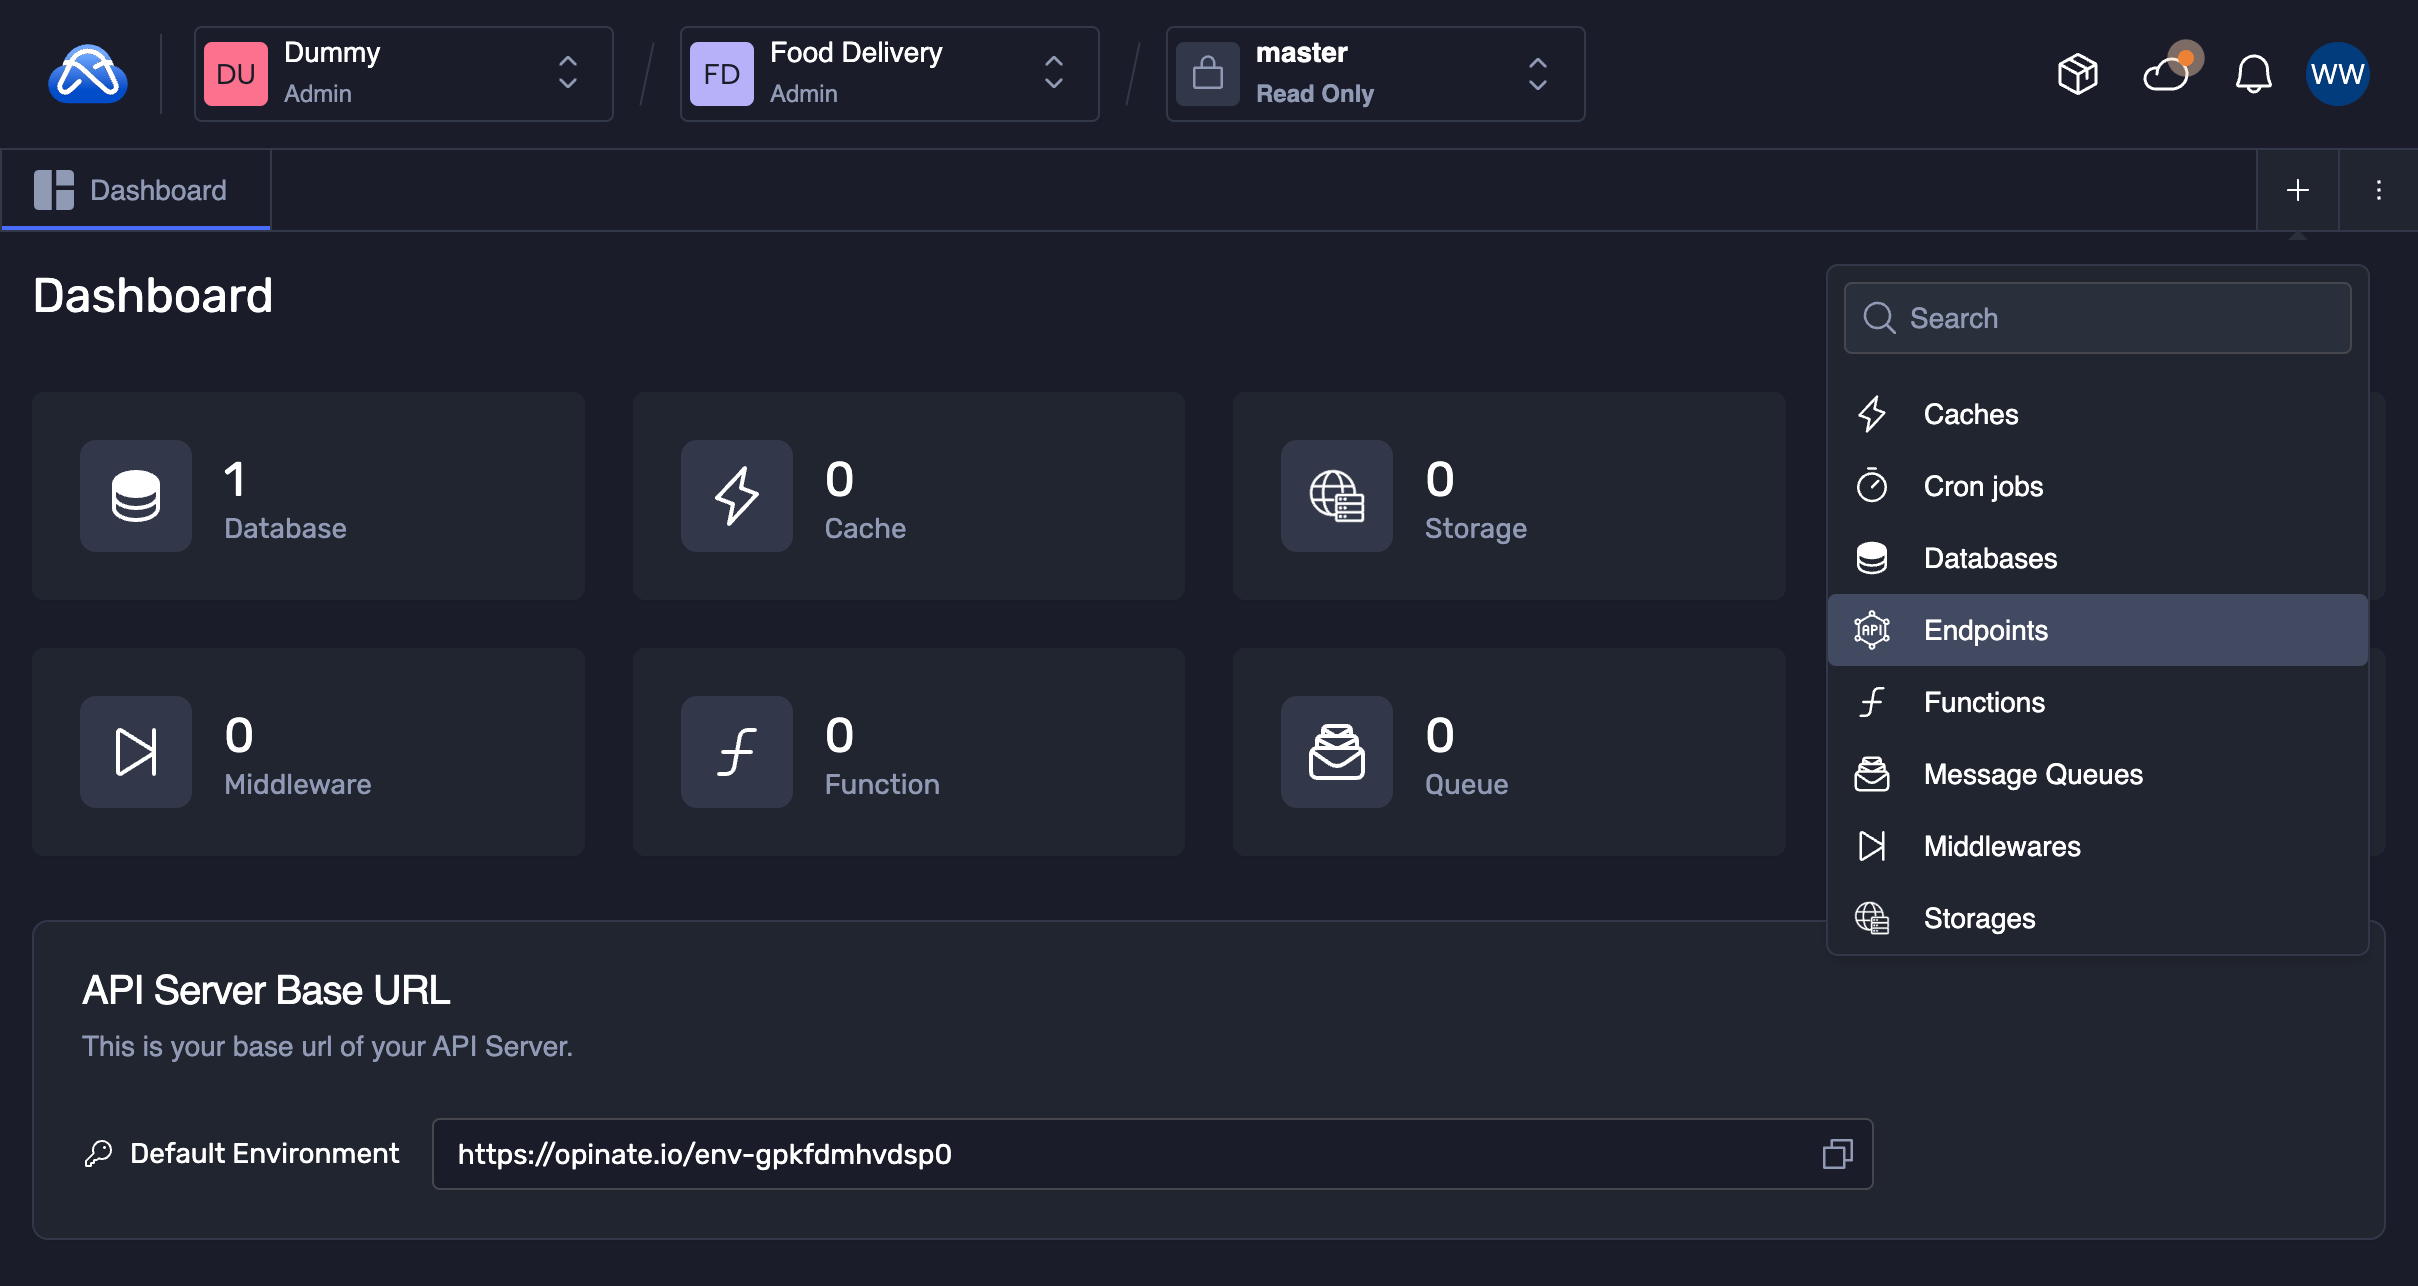 DU
Dummy
Admin
FD
Food Delivery
Admin
master
Read Only
WW
Dashboard
Dashboard
Search
Caches
Cron jobs
Databases
Endpoints
Functions
Message Queues
Middlewares
Storages
1
Database
0
Cache
0
Storage
0
Middleware
0
Function
0
Queue
API Server Base URL
This is your base url of your API Server.
Default Environment
https://opinate.io/env-gpkfdmhvdsp0
API